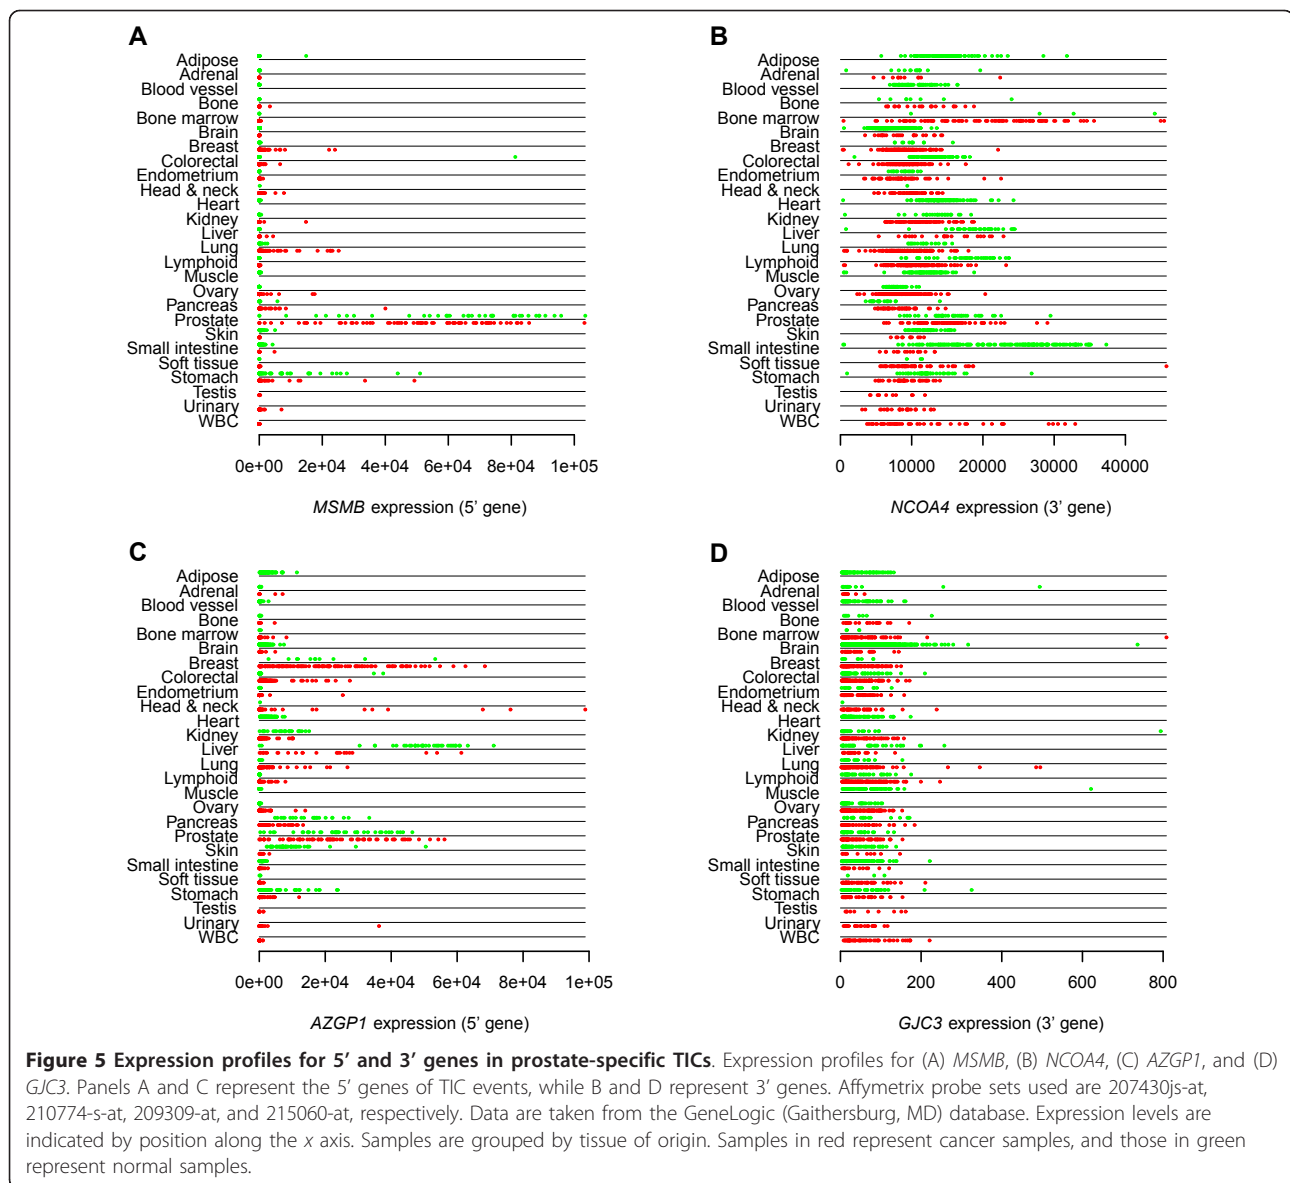 A
Adipose
Adrenal
Blood vessel
Bone
Bone marrow
Brain
Breast
Colorectal
Endometrium
Head & neck
Heart
Kidney
Liver
Lung
Lymphoid
Muscle
Ovary
Pancreas
Prostate
Skin
Small intestine
Soft tissue
Stomach
Testis
Urinary
WBC
0e+00 2e+04 4e+04 6e+04 8e+04 1e+05
MSMB expression (5' gene)
B
Adipose
Adrenal
Blood vessel
Bone
Bone marrow
Brain
Breast
Colorectal
Endometrium
Head & neck
Heart
Kidney
Liver
Lung
Lymphoid
Muscle
Ovary
Pancreas
Prostate
Skin
Small intestine
Soft tissue
Stomach
Testis
Urinary
WBC
0 10000 20000 30000 40000
NCOA4 expression (3' gene)
C
Adipose
Adrenal
Blood vessel
Bone
Bone marrow
Brain
Breast
Colorectal
Endometrium
Head & neck
Heart
Kidney
Liver
Lung
Lymphoid
Muscle
Ovary
Pancreas
Prostate
Skin
Small intestine
Soft tissue
Stomach
Testis
Urinary
WBC
0e+00 2e+04 4e+04 6e+04 8e+04 1e+05
AZGP1 expression (5' gene)
D
Adipose
Adrenal
Blood vessel
Bone
Bone marrow
Brain
Breast
Colorectal
Endometrium
Head & neck
Heart
Kidney
Liver
Lung
Lymphoid
Muscle
Ovary
Pancreas
Prostate
Skin
Small intestine
Soft tissue
Stomach
Testis
Urinary
WBC
0 200 400 600 800
GJC3 expression (3' gene)
Figure 5 Expression profiles for 5' and 3' genes in prostate-specific TICs. Expression profiles for (A) MSMB, (B) NCOA4, (C) AZGP1, and (D)
GJC3. Panels A and C represent the 5' genes of TIC events, while B and D represent 3' genes. Affymetrix probe sets used are 207430js-at,
210774-s-at, 209309-at, and 215060-at, respectively. Data are taken from the GeneLogic (Gaithersburg, MD) database. Expression levels are
indicated by position along the x axis. Samples are grouped by tissue of origin. Samples in red represent cancer samples, and those in green
represent normal samples.